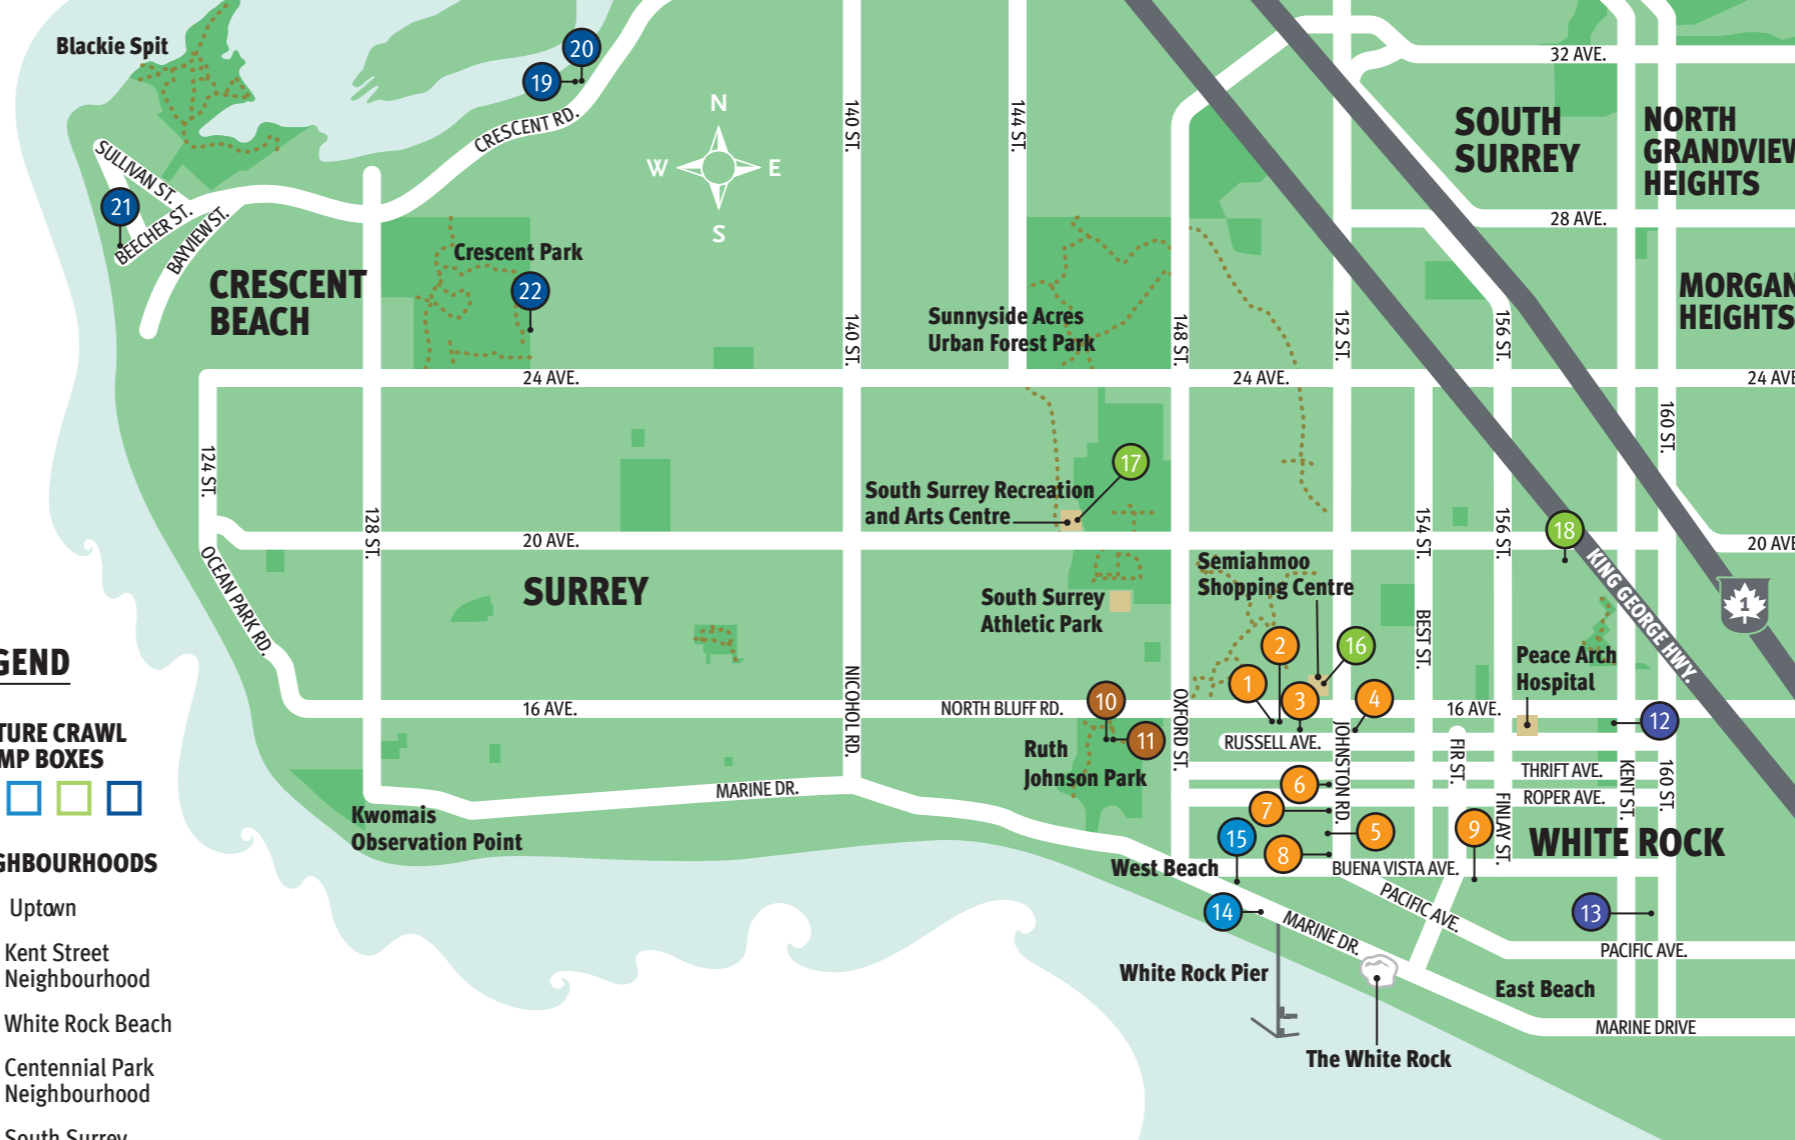 Blackie Spit
20
19
CRESCENT RD.
N
W
E
S
140 ST.
144 ST.
32 AVE.
SOUTH
SURREY
NORTH
GRANDVIEW
HEIGHTS
SULLIVAN ST.
21
BEECHER ST.
BAYVIEW ST.
28 AVE.
CRESCENT
BEACH
Crescent Park
22
Sunnyside Acres
Urban Forest Park
140 ST.
148 ST.
152 ST.
156 ST.
MORGAN
HEIGHTS
24 AVE.
24 AVE.
24 AVE
124 ST.
160 ST.
17
South Surrey Recreation
and Arts Centre
128 ST.
154 ST.
156 ST.
18
20 AVE.
20 AVE
OCEAN PARK RD.
SURREY
Semiahmoo
Shopping Centre
South Surrey
Athletic Park
KING GEORGE HWY.
1
BEST ST.
2
16
1
3
4
Peace Arch
Hospital
NICOHOL RD.
16 AVE.
NORTH BLUFF RD.
10
11
OXFORD ST.
16 AVE.
12
Ruth
Johnson Park
RUSSELL AVE.
JOHNSTON RD.
FIR ST.
THRIFT AVE.
KENT ST.
160 ST.
ROPER AVE.
FINLAY ST.
6
7
5
8
9
15
WHITE ROCK
MARINE DR.
Kwomais
Observation Point
West Beach
BUENA VISTA AVE.
PACIFIC AVE.
14
MARINE DR.
13
PACIFIC AVE.
White Rock Pier
East Beach
MARINE DRIVE
The White Rock
GEND
TURE CRAWL
MP BOXES
GHBOURHOODS
Uptown
Kent Street
Neighbourhood
White Rock Beach
Centennial Park
Neighbourhood
South Surrey